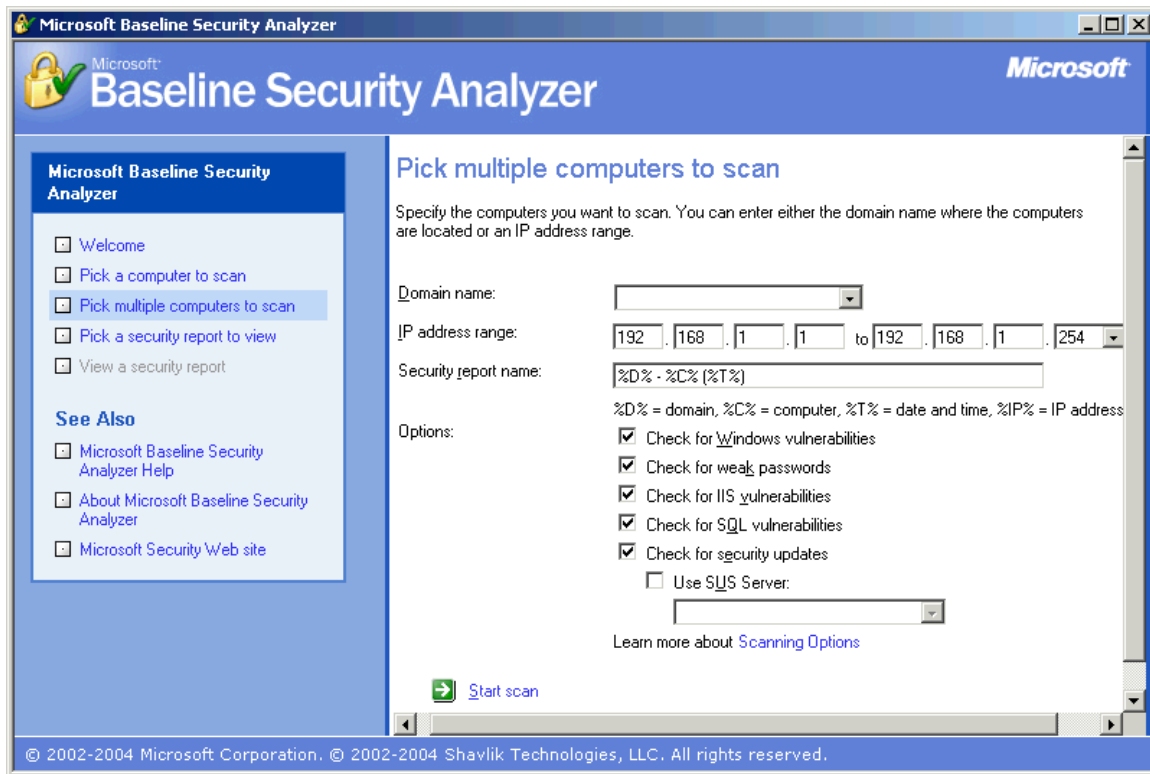 Microsoft Baseline Security Analyzer
Microsoft
Baseline Security Analyzer
Microsoft
Microsoft Baseline Security
Analyzer
Welcome
Pick a computer to scan
Pick multiple computers to scan
Pick a security report to view
View a security report
See Also
Microsoft Baseline Security
Analyzer Help
About Microsoft Baseline Security
Analyzer
Microsoft Security Web site
Pick multiple computers to scan
Specify the computers you want to scan. You can enter either the domain name where the computers
are located or an IP address range.
Domain name:
IP address range: 192 . 168 . 1 . 1 to 192 . 168 . 1 . 254
Security report name: %D% - %C% (%T%)
%D% = domain, %C% = computer, %T% = date and time, %IP% = IP address
Options:
Check for Windows vulnerabilities
Check for weak passwords
Check for IIS vulnerabilities
Check for SQL vulnerabilities
Check for security updates
Use SUS Server:
Learn more about Scanning Options
Start scan
© 2002-2004 Microsoft Corporation. © 2002-2004 Shavlik Technologies, LLC. All rights reserved.